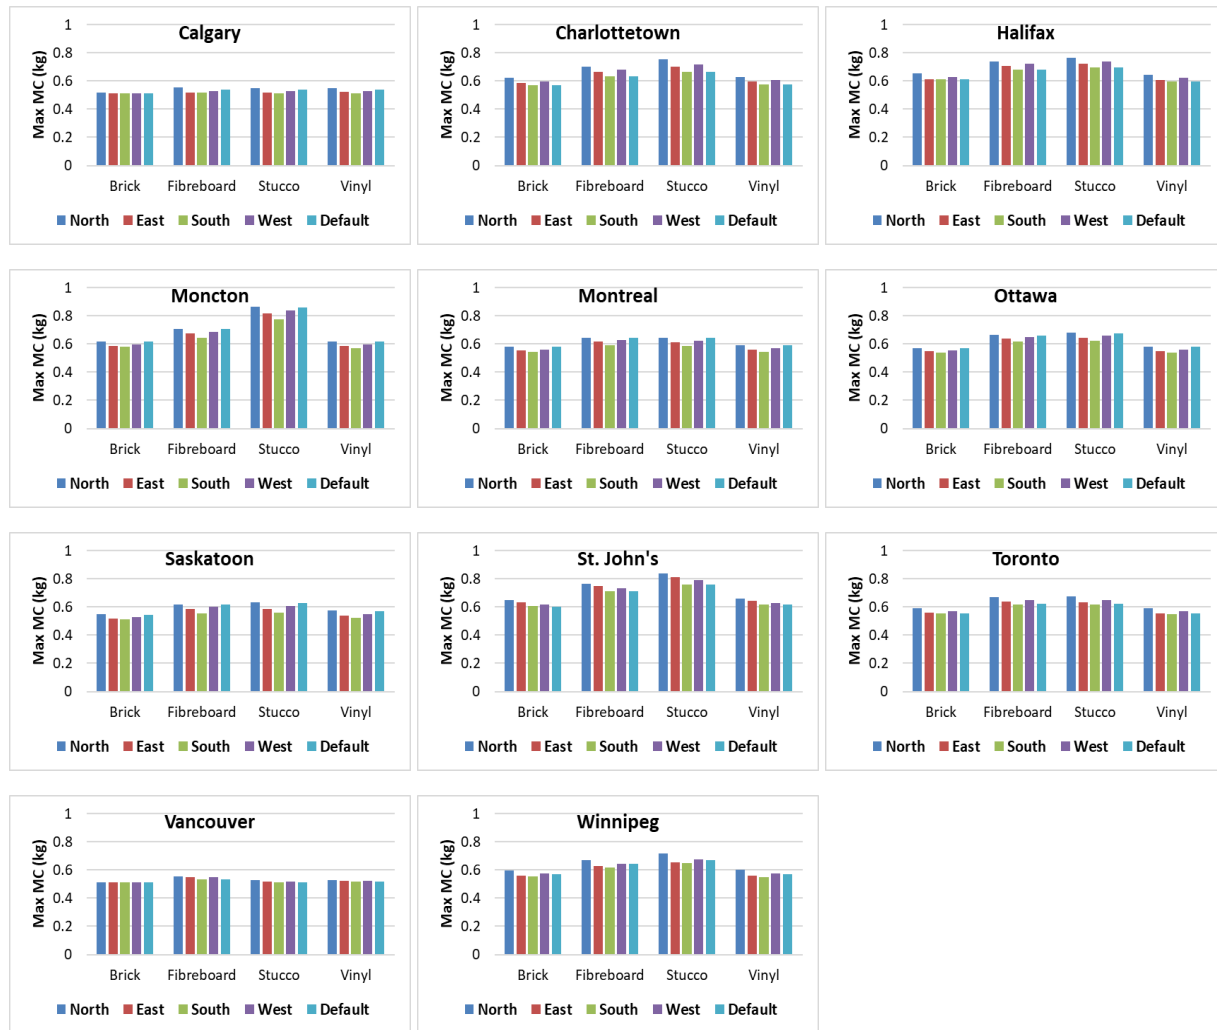 Calgary
Max MC (kg)
1
0.8
0.6
0.4
0.2
0
Brick Fibreboard Stucco Vinyl
North East South West Default
Charlottetown
Max MC (kg)
1
0.8
0.6
0.4
0.2
0
Brick Fibreboard Stucco Vinyl
North East South West Default
Halifax
Max MC (kg)
1
0.8
0.6
0.4
0.2
0
Brick Fibreboard Stucco Vinyl
North East South West Default
Moncton
Max MC (kg)
1
0.8
0.6
0.4
0.2
0
Brick Fibreboard Stucco Vinyl
North East South West Default
Montreal
Max MC (kg)
1
0.8
0.6
0.4
0.2
0
Brick Fibreboard Stucco Vinyl
North East South West Default
Ottawa
Max MC (kg)
1
0.8
0.6
0.4
0.2
0
Brick Fibreboard Stucco Vinyl
North East South West Default
Saskatoon
Max MC (kg)
1
0.8
0.6
0.4
0.2
0
Brick Fibreboard Stucco Vinyl
North East South West Default
St. John's
Max MC (kg)
1
0.8
0.6
0.4
0.2
0
Brick Fibreboard Stucco Vinyl
North East South West Default
Toronto
Max MC (kg)
1
0.8
0.6
0.4
0.2
0
Brick Fibreboard Stucco Vinyl
North East South West Default
Vancouver
Max MC (kg)
1
0.8
0.6
0.4
0.2
0
Brick Fibreboard Stucco Vinyl
North East South West Default
Winnipeg
Max MC (kg)
1
0.8
0.6
0.4
0.2
0
Brick Fibreboard Stucco Vinyl
North East South West Default